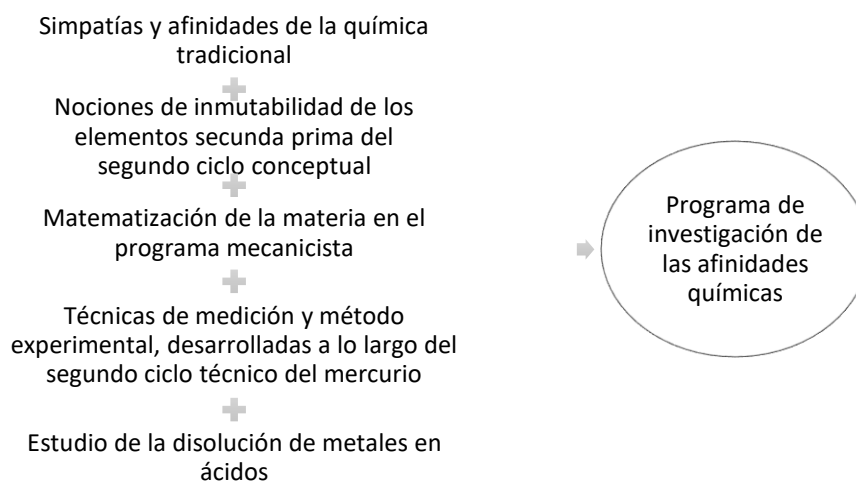 Simpatías y afinidades de la química
tradicional
Nociones de inmutabilidad de los
elementos secunda prima del
segundo ciclo conceptual
Matematización de la materia en el
programa mecanicista
Técnicas de medición y método
experimental, desarrolladas a lo largo del
segundo ciclo técnico del mercurio
Estudio de la disolución de metales en
ácidos
Programa de
investigación de
las afinidades
químicas